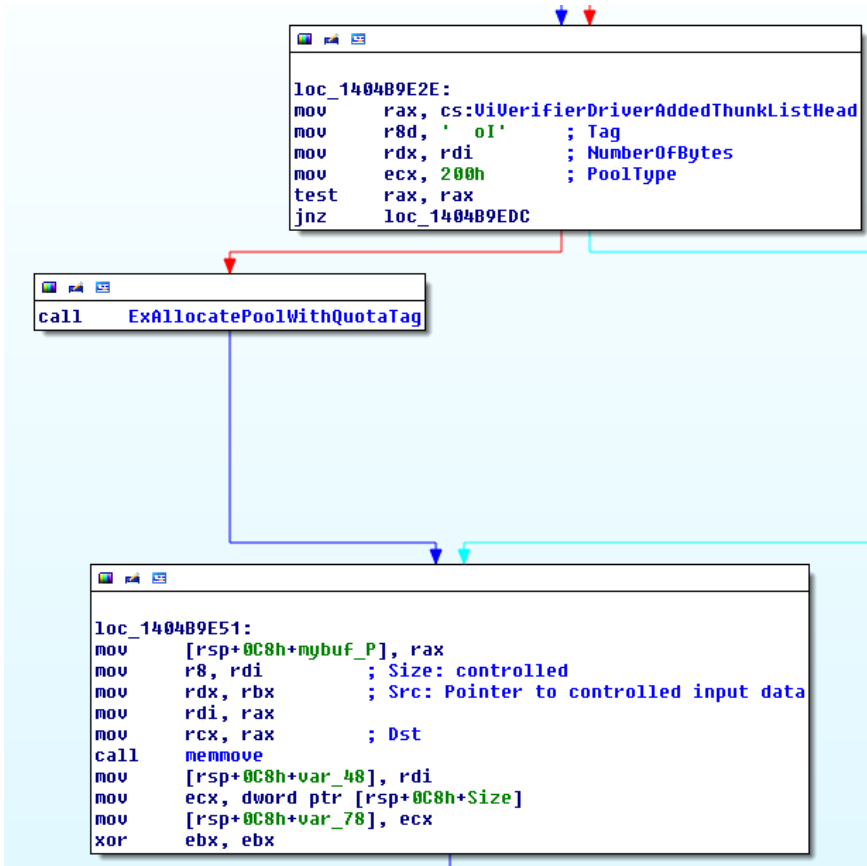 loc_1404B9E2E:
mov rax, cs:ViVerifierDriverAddedThunkListHead
mov r8d, '  oI' ; Tag
mov rdx, rdi ; NumberOfBytes
mov ecx, 200h ; PoolType
test rax, rax
jnz loc_1404B9EDC
call ExAllocatePoolWithQuotaTag
loc_1404B9E51:
mov [rsp+0C8h+mybuf_P], rax
mov r8, rdi ; Size: controlled
mov rdx, rbx ; Src: Pointer to controlled input data
mov rdi, rax
mov rcx, rax ; Dst
call memmove
mov [rsp+0C8h+var_48], rdi
mov ecx, dword ptr [rsp+0C8h+Size]
mov [rsp+0C8h+var_78], ecx
xor ebx, ebx